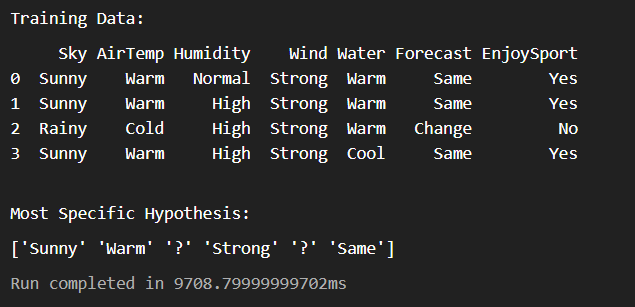 Training Data:
Sky AirTemp Humidity Wind Water Forecast EnjoySport
0 Sunny Warm Normal Strong Warm Same Yes
1 Sunny Warm High Strong Warm Same Yes
2 Rainy Cold High Strong Warm Change No
3 Sunny Warm High Strong Cool Same Yes
Most Specific Hypothesis:
['Sunny' 'Warm' '?' 'Strong' '?' 'Same']
Run completed in 9708.79999999702ms